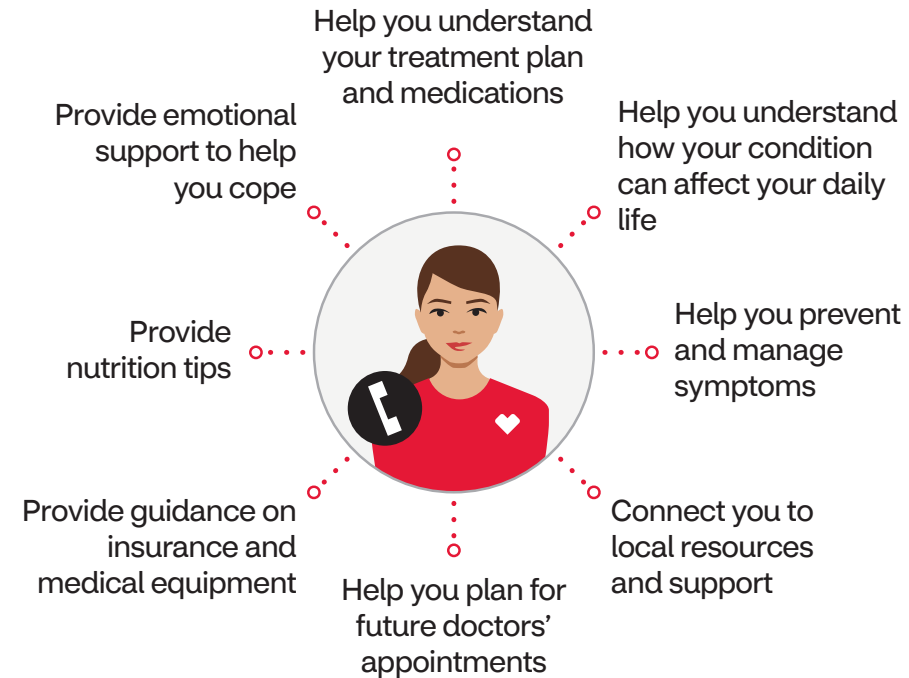 Help you understand
your treatment plan
and medications
Help you understand
how your condition
can affect your daily
life
Help you prevent
and manage
symptoms
Connect you to
local resources
and support
Help you plan for
future doctors’
appointments
Provide guidance on
insurance and
medical equipment
Provide
nutrition tips
Provide emotional
support to help
you cope